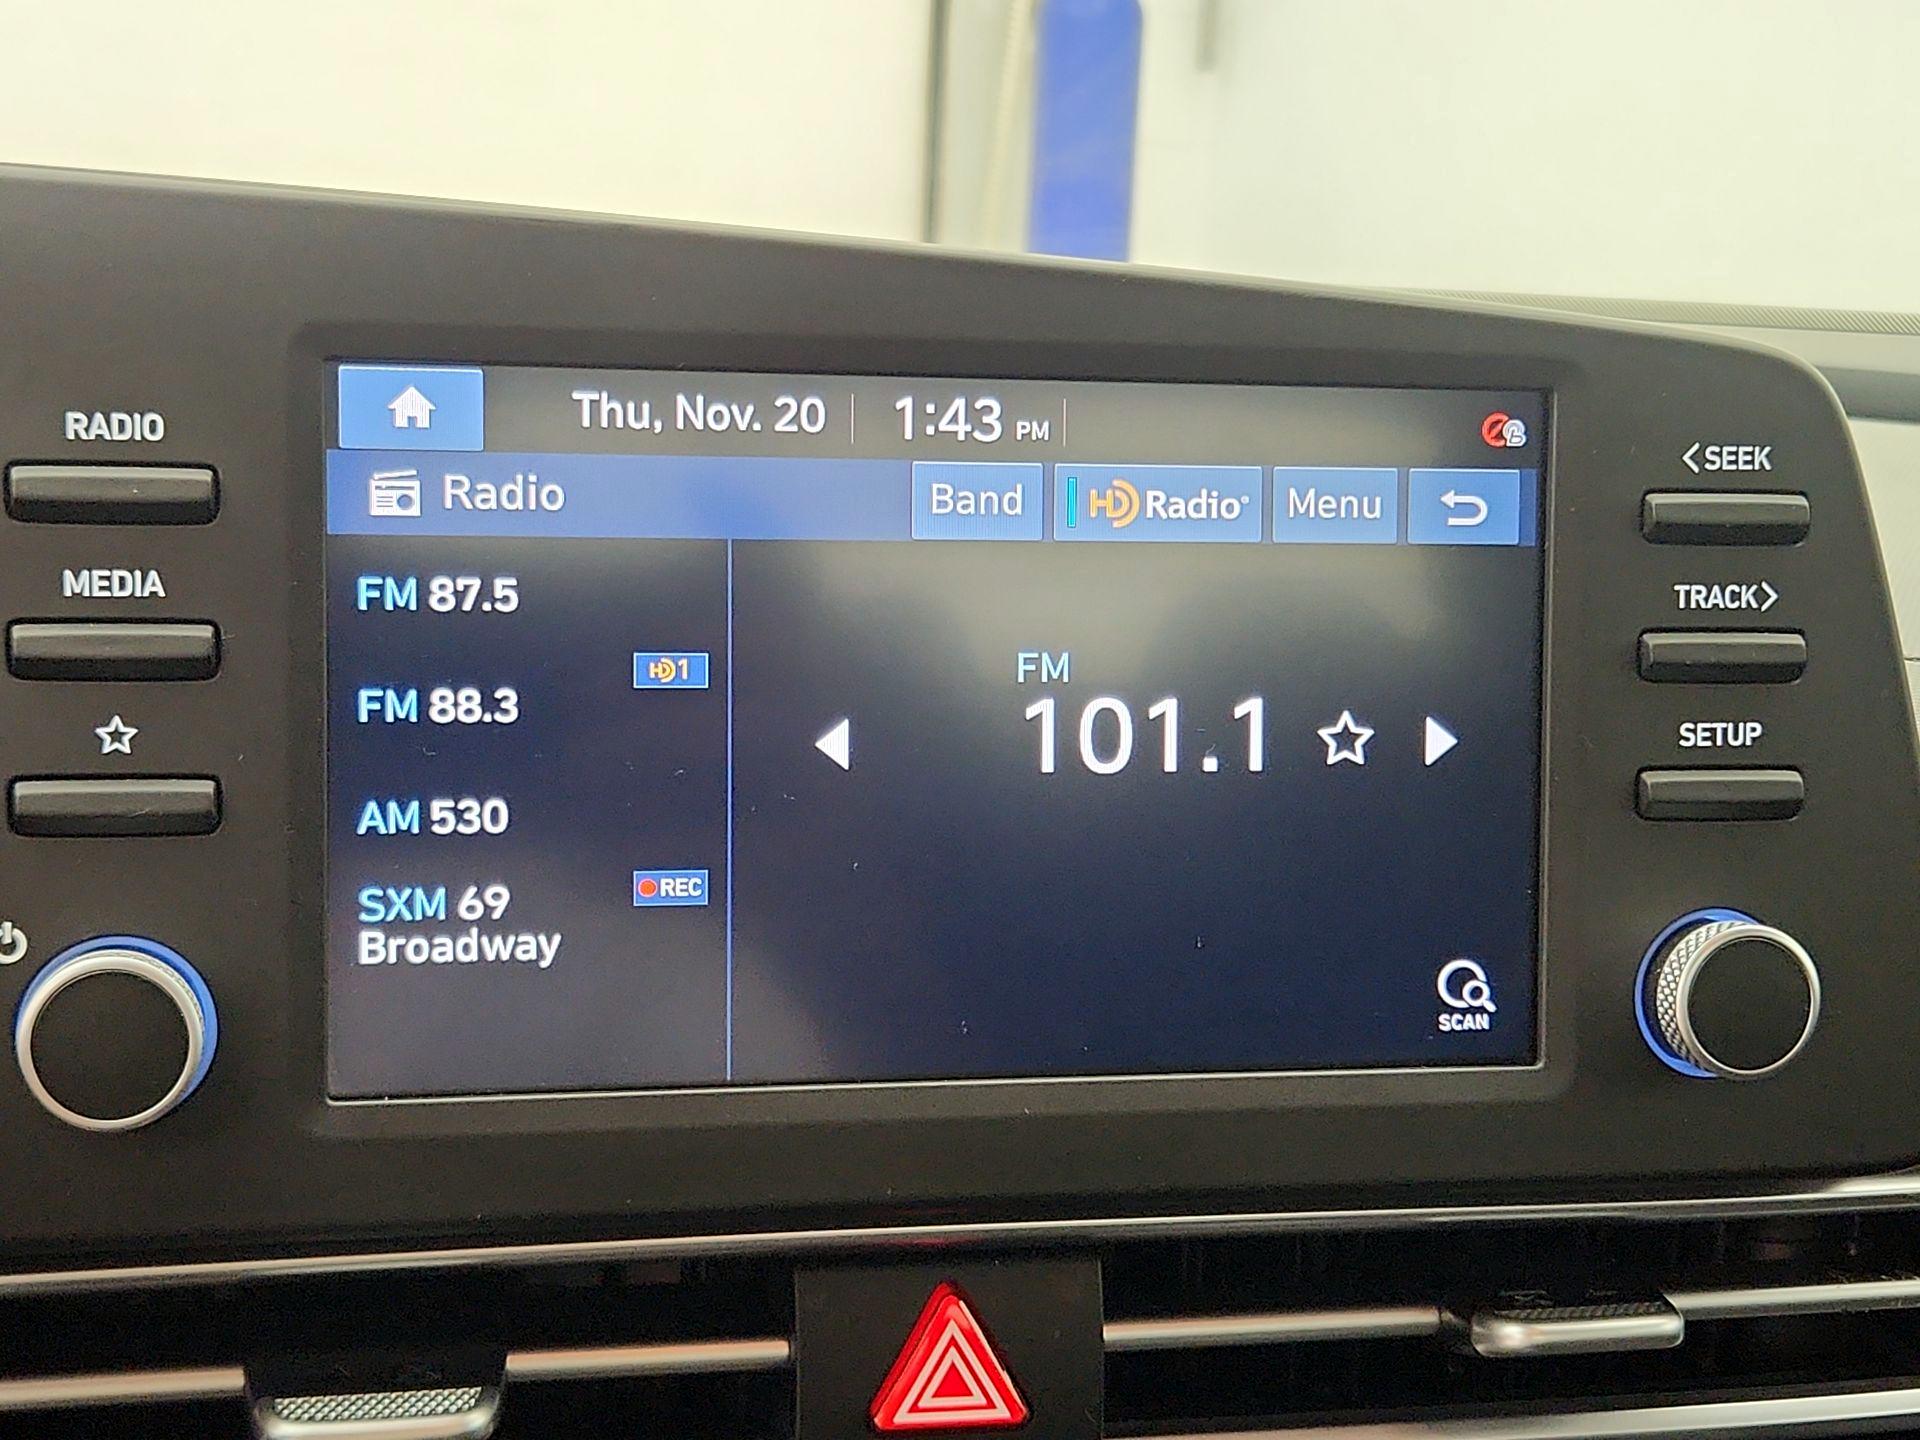 Thu, Nov. 20 1:43 PM
Radio Band HD Radio® Menu
RADIO
MEDIA
FM 87.5
HD1
FM 88.3
AM 530
REC
SXM 69
Broadway
FM
101.1
SCAN
<SEEK
TRACK>
SETUP